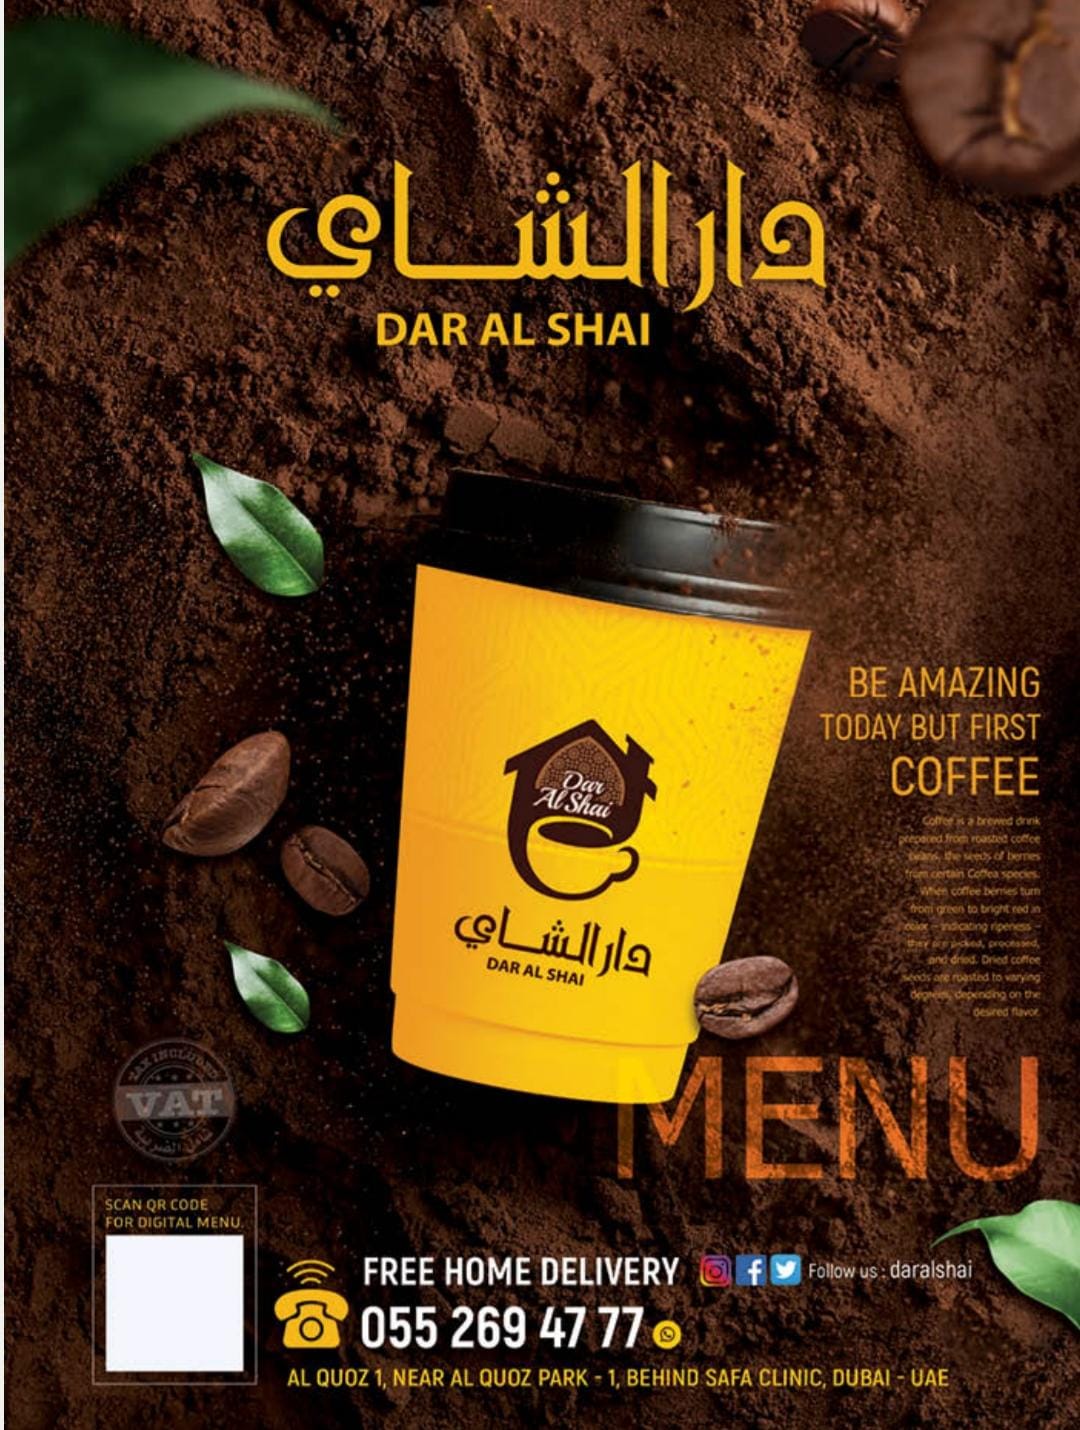 دار الشاي
DAR AL SHAI
BE AMAZING
TODAY BUT FIRST
COFFEE
Coffee is a brewed drink
prepared from roasted coffee
beans, the seeds of berries
from certain Coffea species.
When coffee berries turn
from green to bright red in
color – indicating ripeness –
they are picked, processed,
and dried. Dried coffee
seeds are roasted to varying
degrees, depending on the
desired flavor.
Dar
Al Shai
دار الشاي
DAR AL SHAI
MENU
TAX INCLUDED
VAT
SCAN QR CODE
FOR DIGITAL MENU.
FREE HOME DELIVERY
Follow us : daralshai
055 269 47 77
AL QUOZ 1, NEAR AL QUOZ PARK - 1, BEHIND SAFA CLINIC, DUBAI - UAE